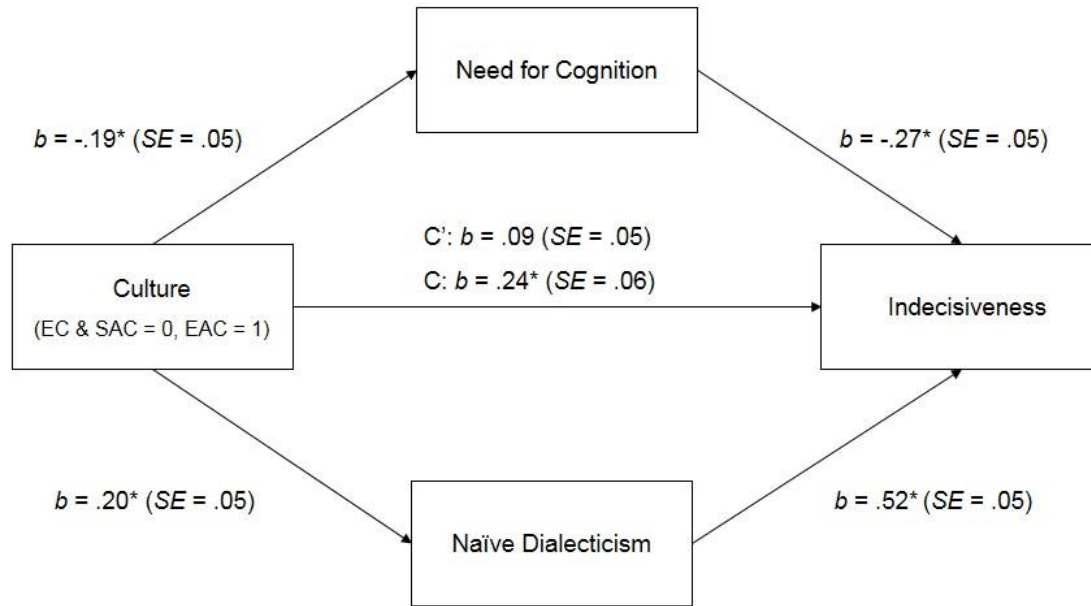 Need for Cognition
b = -.19* (SE = .05)
b = -.27* (SE = .05)
C’: b = .09 (SE = .05)
C: b = .24* (SE = .06)
Culture
(EC & SAC = 0, EAC = 1)
Indecisiveness
b = .20* (SE = .05)
b = .52* (SE = .05)
Naïve Dialecticism